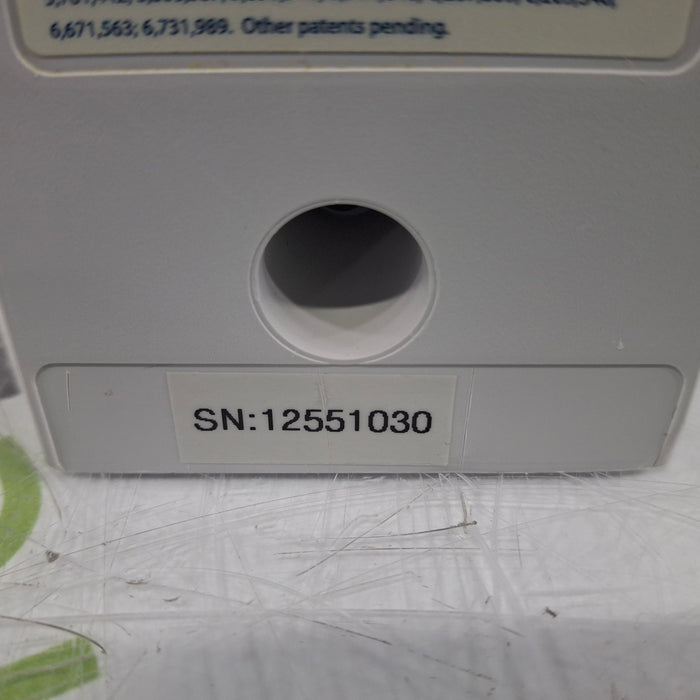 6,671,563; 6,731,989. Other patents pending.
SN:12551030